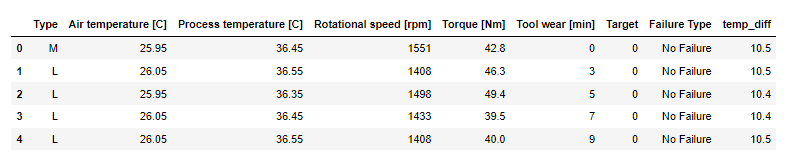 Type Air temperature [C] Process temperature [C] Rotational speed [rpm] Torque [Nm] Tool wear [min] Target Failure Type temp_diff
0 M 25.95 36.45 1551 42.8 0 0 No Failure 10.5
1 L 26.05 36.55 1408 46.3 3 0 No Failure 10.5
2 L 25.95 36.35 1498 49.4 5 0 No Failure 10.4
3 L 26.05 36.45 1433 39.5 7 0 No Failure 10.4
4 L 26.05 36.55 1408 40.0 9 0 No Failure 10.5